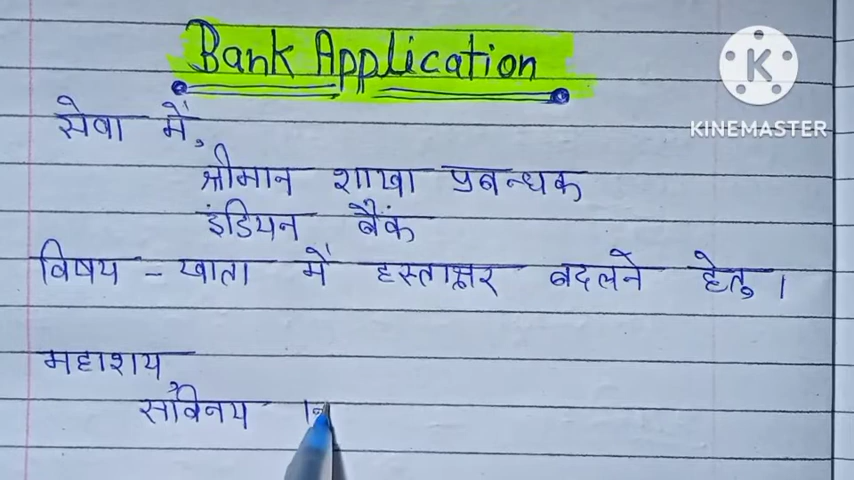 Bank Application
K
KINEMASTER
सेवा में,
श्रीमान शाखा प्रबन्धक
इंडियन बैंक
विषय - खाता में हस्ताक्षर बदलने हेतु ।
महाशय
सविनय